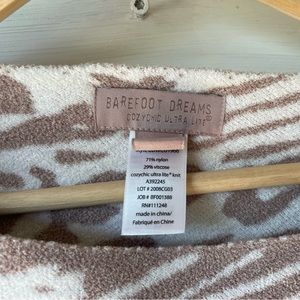 BAREFOOT DREAMS
COZYCHIC ULTRA LITE®
71% nylon
29% viscose
cozychic ultra lite® knit
A392245
LOT # 2008CG03
JOB # BF001388
RN#111248
made in china/
Fabriqué en Chine